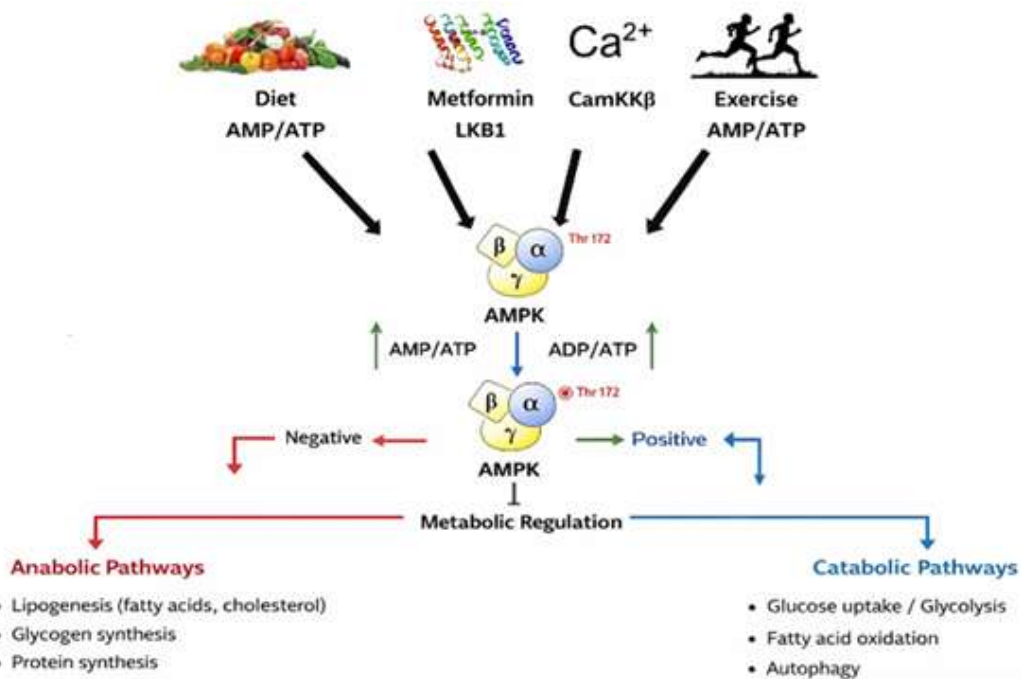 Ca²⁺
Diet
AMP/ATP
Metformin
LKB1
CamKKβ
Exercise
AMP/ATP
β
α
γ
Thr 172
AMPK
AMP/ATP
ADP/ATP
β
α
γ
Thr 172
AMPK
Negative
Positive
Metabolic Regulation
Anabolic Pathways
• Lipogenesis (fatty acids, cholesterol)
• Glycogen synthesis
• Protein synthesis
Catabolic Pathways
• Glucose uptake / Glycolysis
• Fatty acid oxidation
• Autophagy